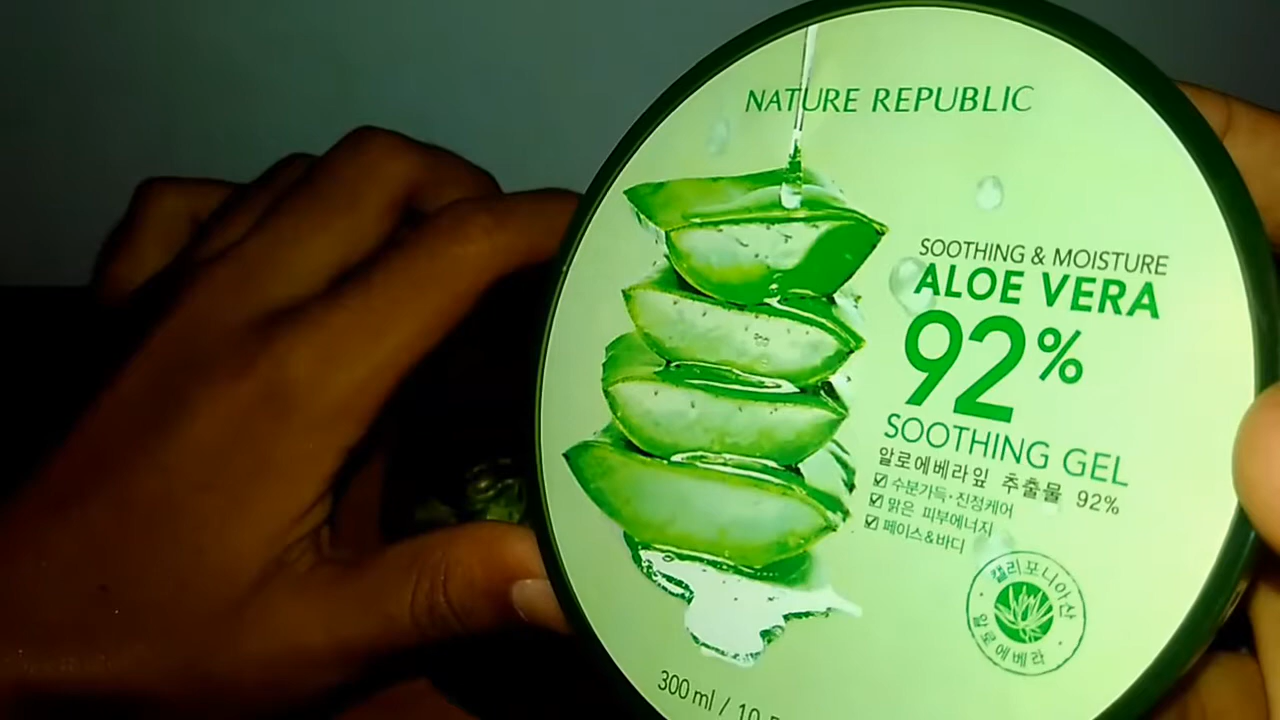 NATURE REPUBLIC
SOOTHING & MOISTURE
ALOE VERA
92%
SOOTHING GEL
알로에베라잎 추출물 92%
수분가득·진정케어
맑은 피부에너지
페이스&바디
캘리포니아산
알로에베라
300 ml / 10.